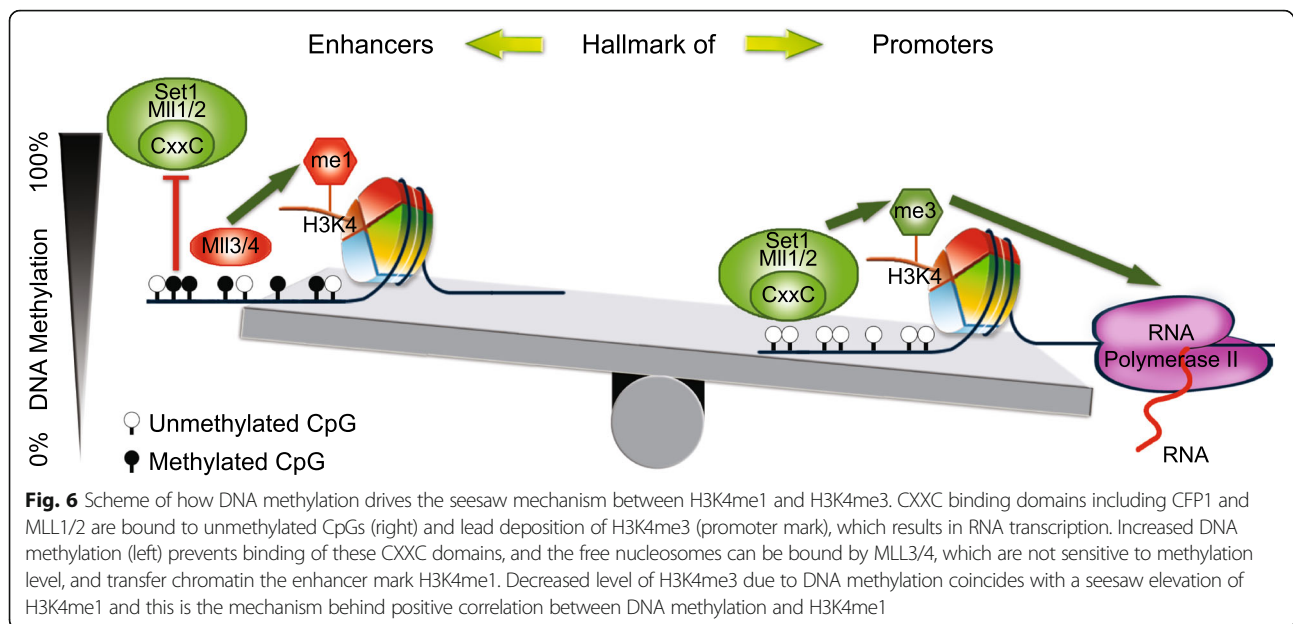 Enhancers Hallmark of Promoters
Set1
Mll1/2
CxxC
me1
H3K4
Mll3/4
100%
DNA Methylation
0%
Set1
Mll1/2
CxxC
me3
H3K4
RNA
Polymerase II
RNA
Unmethylated CpG
Methylated CpG
Fig. 6 Scheme of how DNA methylation drives the seesaw mechanism between H3K4me1 and H3K4me3. CXXC binding domains including CFP1 and
MLL1/2 are bound to unmethylated CpGs (right) and lead deposition of H3K4me3 (promoter mark), which results in RNA transcription. Increased DNA
methylation (left) prevents binding of these CXXC domains, and the free nucleosomes can be bound by MLL3/4, which are not sensitive to methylation
level, and transfer chromatin the enhancer mark H3K4me1. Decreased level of H3K4me3 due to DNA methylation coincides with a seesaw elevation of
H3K4me1 and this is the mechanism behind positive correlation between DNA methylation and H3K4me1